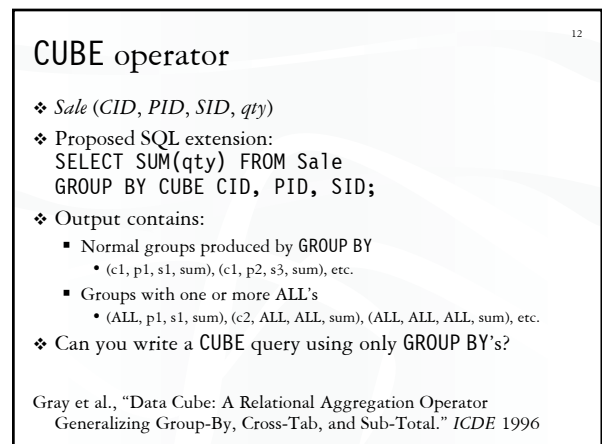 12
CUBE operator
❖ Sale (CID, PID, SID, qty)
❖ Proposed SQL extension:
SELECT SUM(qty) FROM Sale
GROUP BY CUBE CID, PID, SID;
❖ Output contains:
▪ Normal groups produced by GROUP BY
• (c1, p1, s1, sum), (c1, p2, s3, sum), etc.
▪ Groups with one or more ALL's
• (ALL, p1, s1, sum), (c2, ALL, ALL, sum), (ALL, ALL, ALL, sum), etc.
❖ Can you write a CUBE query using only GROUP BY's?
Gray et al., “Data Cube: A Relational Aggregation Operator
Generalizing Group-By, Cross-Tab, and Sub-Total.” ICDE 1996